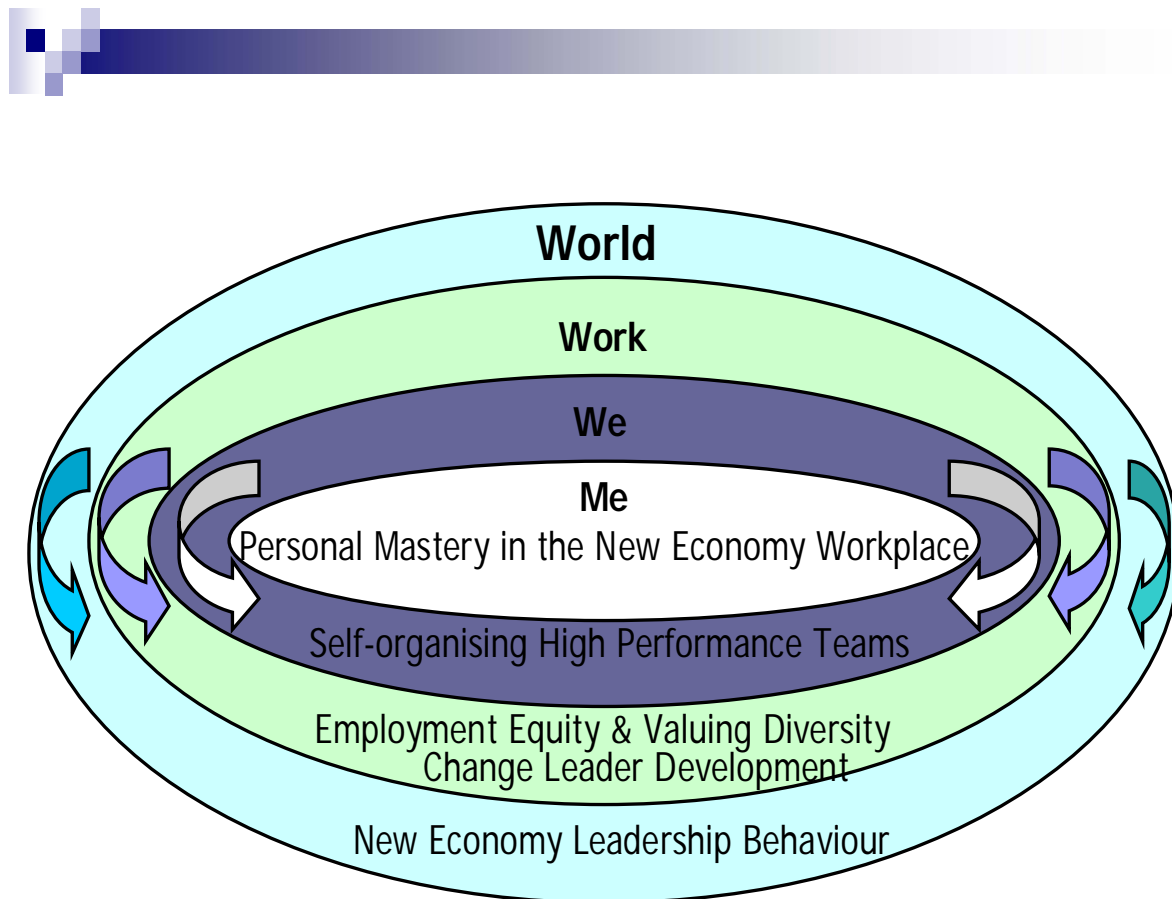 World
Work
We
Me
Personal Mastery in the New Economy Workplace
Self-organising High Performance Teams
Employment Equity & Valuing Diversity
Change Leader Development
New Economy Leadership Behaviour